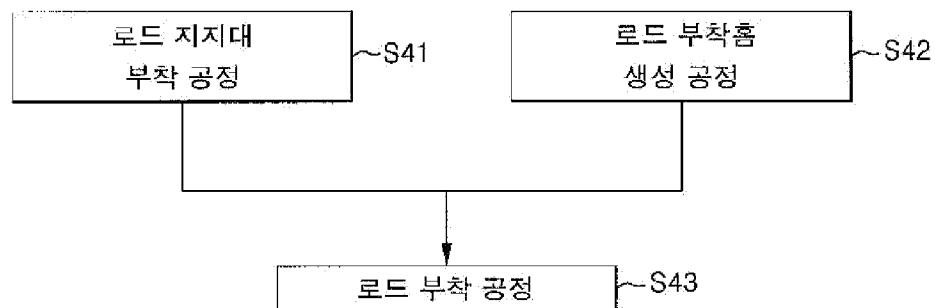 로드 지지대
부착 공정
S41
로드 부착홈
생성 공정
S42
로드 부착 공정
S43